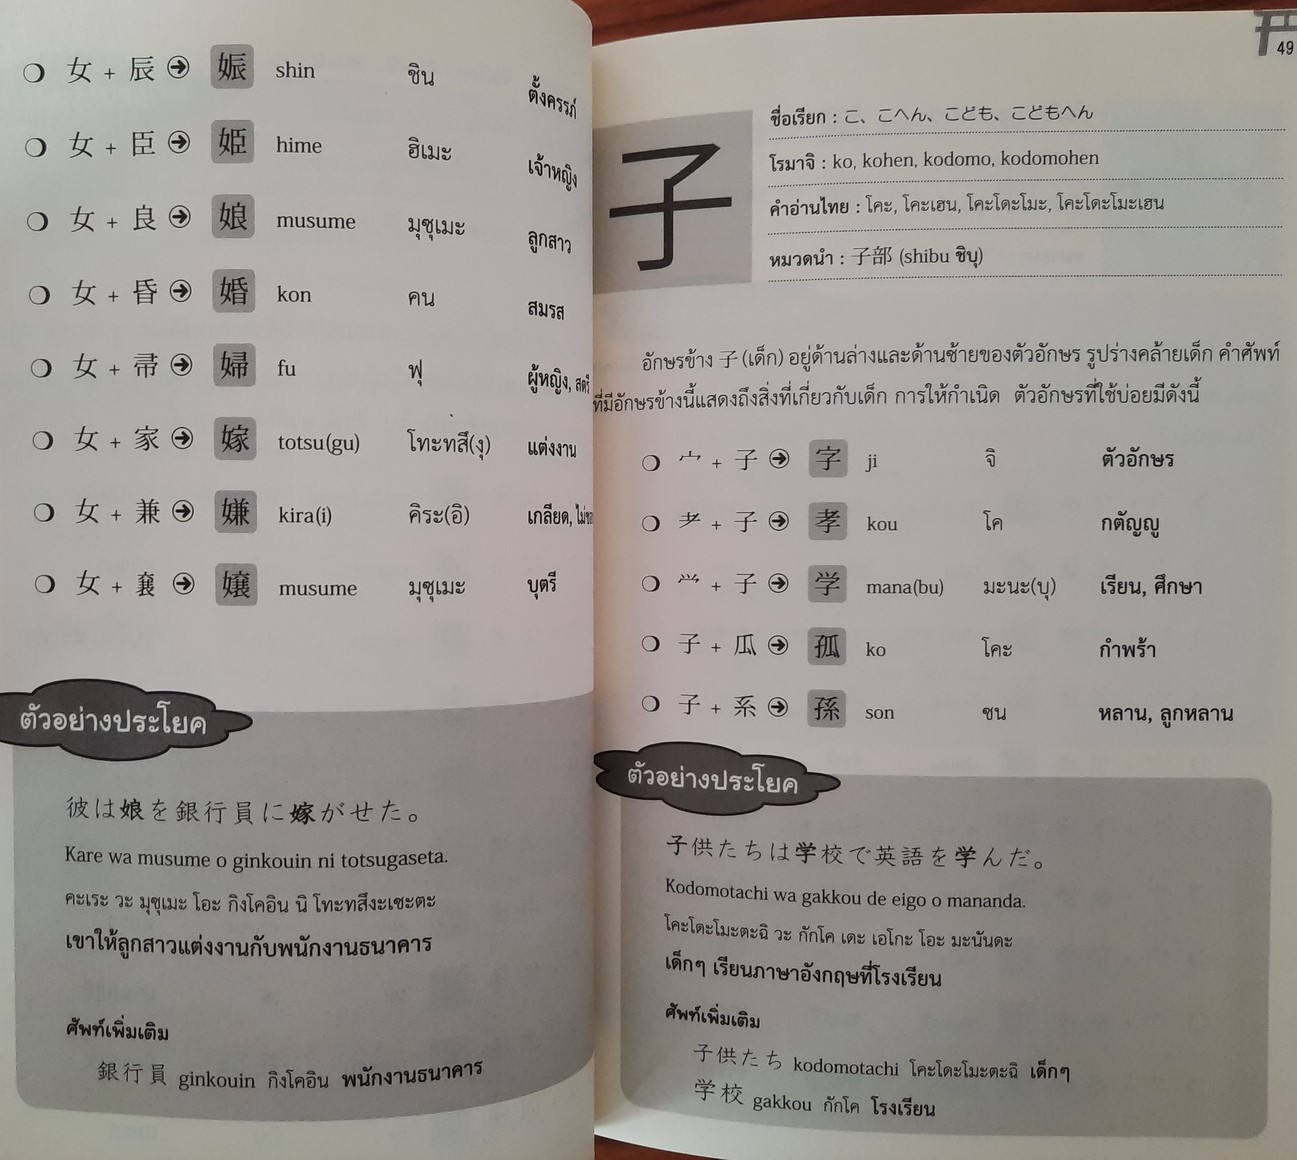 ❍ 女 + 辰 ➔ 娠 shin ชิน ตั้งครรภ์
❍ 女 + 臣 ➔ 姫 hime ฮิเมะ เจ้าหญิง
❍ 女 + 良 ➔ 娘 musume มุซุเมะ ลูกสาว
❍ 女 + 昏 ➔ 婚 kon คน สมรส
❍ 女 + 帚 ➔ 婦 fu ฟุ ผู้หญิง, สตรี
❍ 女 + 家 ➔ 嫁 totsu(gu) โทะทสึ(งุ) แต่งงาน
❍ 女 + 兼 ➔ 嫌 kira(i) คิระ(อิ) เกลียด,
❍ 女 + 襄 ➔ 嬢 musume มุซุเมะ บุตรี
ตัวอย่างประโยค
彼は娘を銀行員に嫁がせた。
Kare wa musume o ginkouin ni totsugaseta.
คะเระ วะ มุซุเมะ โอะ กิงโคอิน นิ โทะทสึงะเซะตะ
เขาให้ลูกสาวแต่งงานกับพนักงานธนาคาร
ศัพท์เพิ่มเติม
銀行員 ginkouin กิงโคอิน พนักงานธนาคาร
49
子
ชื่อเรียก : こ、こへん、こども、こどもへん
โรมาจิ : ko, kohen, kodomo, kodomohen
คำอ่านไทย : โคะ, โคะเฮน, โคะโดะโมะ, โคะโดะโมะเฮน
หมวดนำ : 子部 (shibu ชิบุ)
อักษรข้าง 子 (เด็ก) อยู่ด้านล่างและด้านซ้ายของตัวอักษร รูปร่างคล้ายเด็ก คำศัพท์
ที่มีอักษรข้างนี้แสดงถึงสิ่งที่เกี่ยวกับเด็ก การให้กำเนิด ตัวอักษรที่ใช้บ่อยมีดังนี้
❍ 宀 + 子 ➔ 字 ji จิ ตัวอักษร
❍ 耂 + 子 ➔ 孝 kou โค กตัญญู
❍ ⺍ + 子 ➔ 学 mana(bu) มะนะ(บุ) เรียน, ศึกษา
❍ 子 + 瓜 ➔ 孤 ko โคะ กำพร้า
❍ 子 + 系 ➔ 孫 son ซน หลาน, ลูกหลาน
ตัวอย่างประโยค
子供たちは学校で英語を学んだ。
Kodomotachi wa gakkou de eigo o mananda.
โคะโดะโมะตะฉิ วะ กักโค เดะ เอโกะ โอะ มะนันดะ
เด็กๆ เรียนภาษาอังกฤษที่โรงเรียน
ศัพท์เพิ่มเติม
子供たち kodomotachi โคะโดะโมะตะฉิ เด็กๆ
学校 gakkou กักโค โรงเรียน